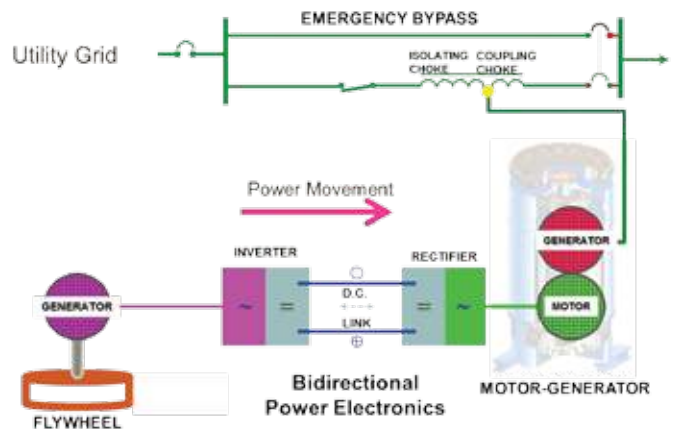 EMERGENCY BYPASS
Utility Grid
ISOLATING COUPLING
CHOKE CHOKE
Power Movement
INVERTER
RECTIFIER
GENERATOR
GENERATOR
~ =
D.C.
LINK
= ~
MOTOR
Bidirectional
Power Electronics
MOTOR-GENERATOR
FLYWHEEL